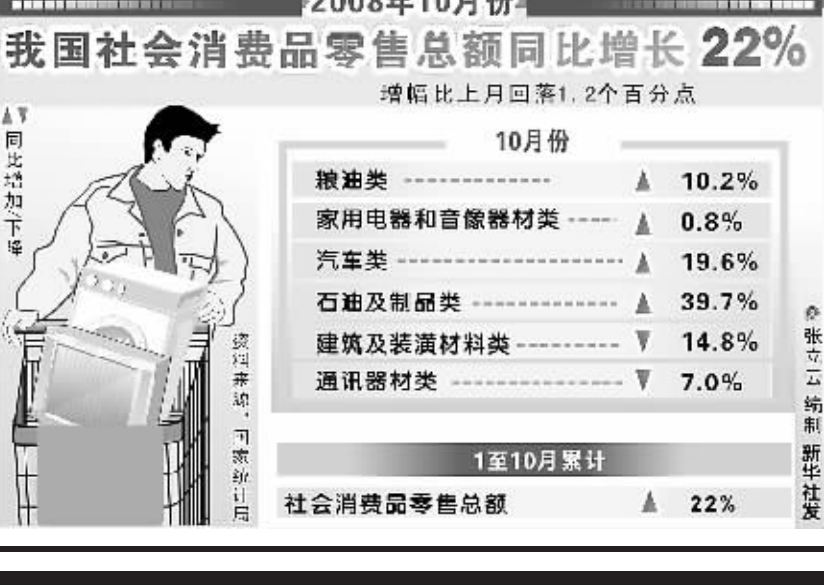 2008年10月份
我国社会消费品零售总额同比增长 22%
增幅比上月回落1.2个百分点
▲▼同比增加/下降
10月份
粮油类 ▲ 10.2%
家用电器和音像器材类 ▲ 0.8%
汽车类 ▲ 19.6%
石油及制品类 ▲ 39.7%
建筑及装潢材料类 ▼ 14.8%
通讯器材类 ▼ 7.0%
资料来源:国家统计局
1至10月累计
社会消费品零售总额 ▲ 22%
张立云 编制 新华社发